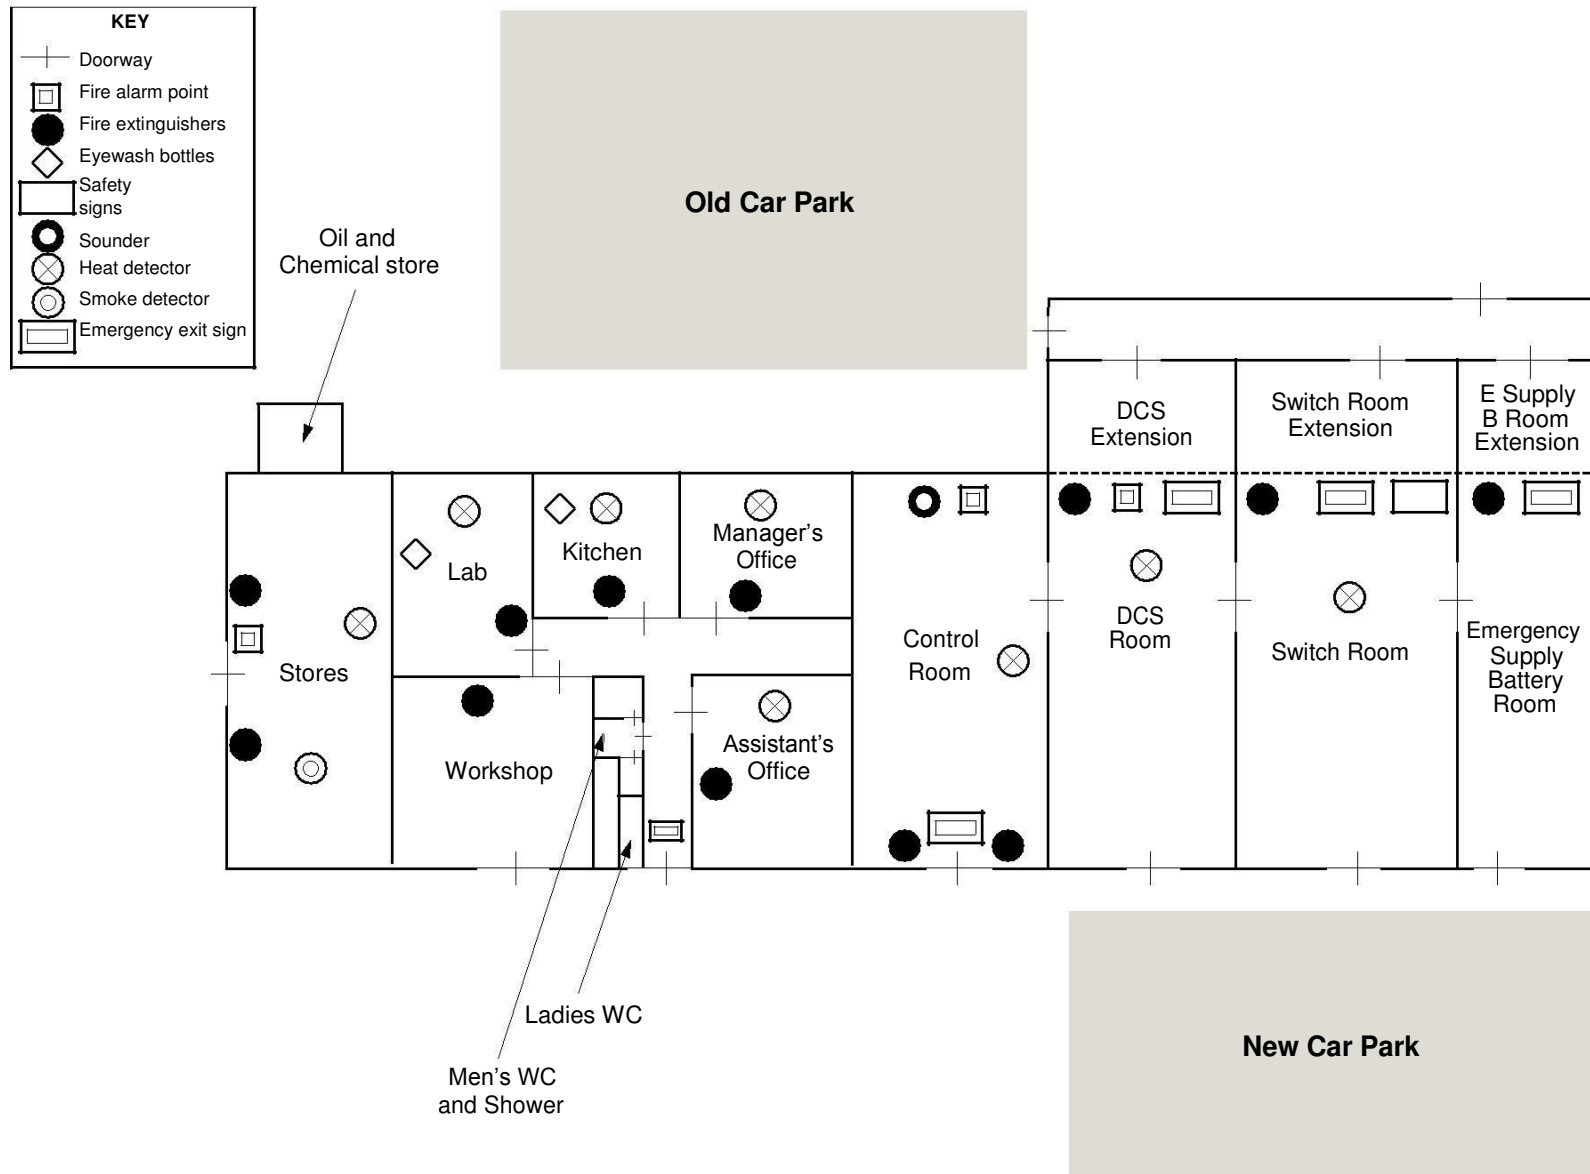 KEY
Doorway
Fire alarm point
Fire extinguishers
Eyewash bottles
Safety
signs
Sounder
Heat detector
Smoke detector
Emergency exit sign
Old Car Park
Oil and
Chemical store
DCS
Extension
Switch Room
Extension
E Supply
B Room
Extension
Lab
Kitchen
Manager’s
Office
Stores
Control
Room
DCS
Room
Switch Room
Emergency
Supply
Battery
Room
Workshop
Assistant’s
Office
Ladies WC
Men’s WC
and Shower
New Car Park